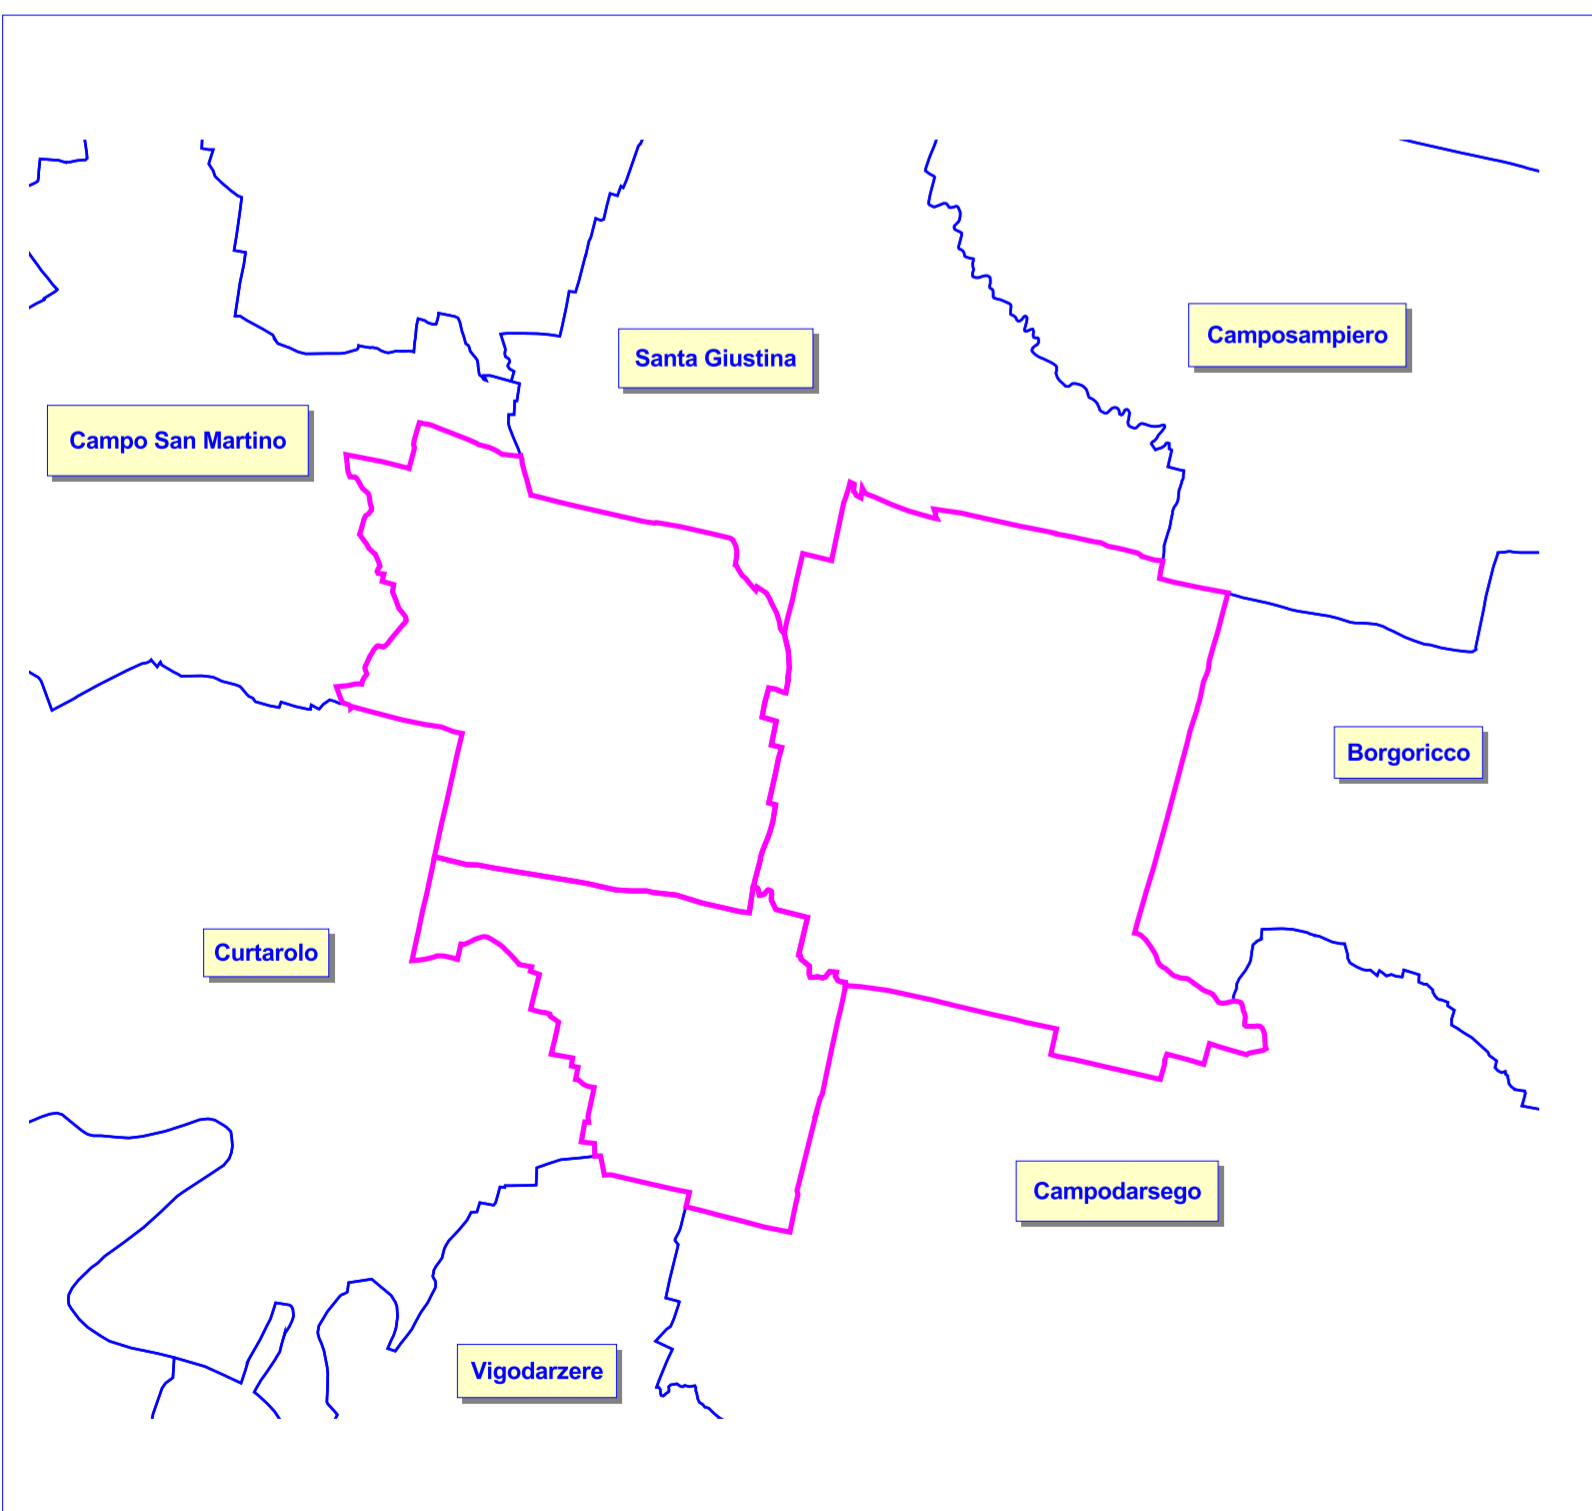 Camposampiero
Santa Giustina
Campo San Martino
Borgoricco
Curtarolo
Campodarsego
Vigodarzere